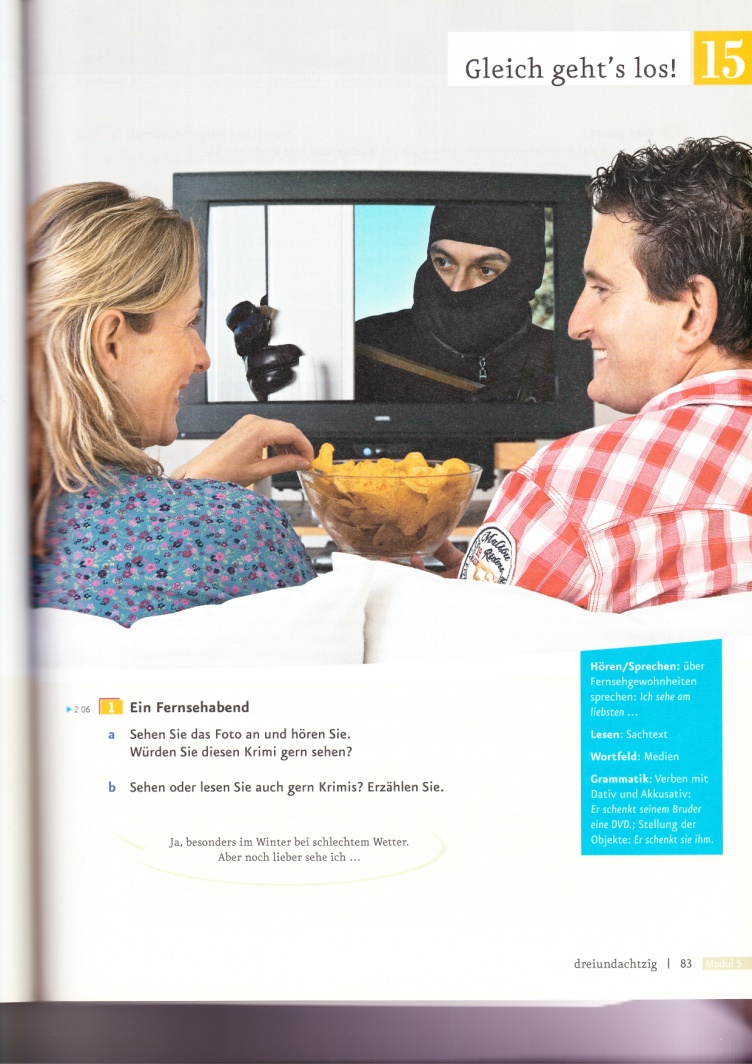 Gleich geht's los!
15
▶ 2 06 1 Ein Fernsehabend
a Sehen Sie das Foto an und hören Sie.
Würden Sie diesen Krimi gern sehen?
b Sehen oder lesen Sie auch gern Krimis? Erzählen Sie.
Ja, besonders im Winter bei schlechtem Wetter.
Aber noch lieber sehe ich …
Hören/Sprechen: über
Fernsehgewohnheiten
sprechen: Ich sehe am
liebsten …
Lesen: Sachtext
Wortfeld: Medien
Grammatik: Verben mit
Dativ und Akkusativ:
Er schenkt seinem Bruder
eine DVD.; Stellung der
Objekte: Er schenkt sie ihm.
dreiundachtzig | 83 Modul 5